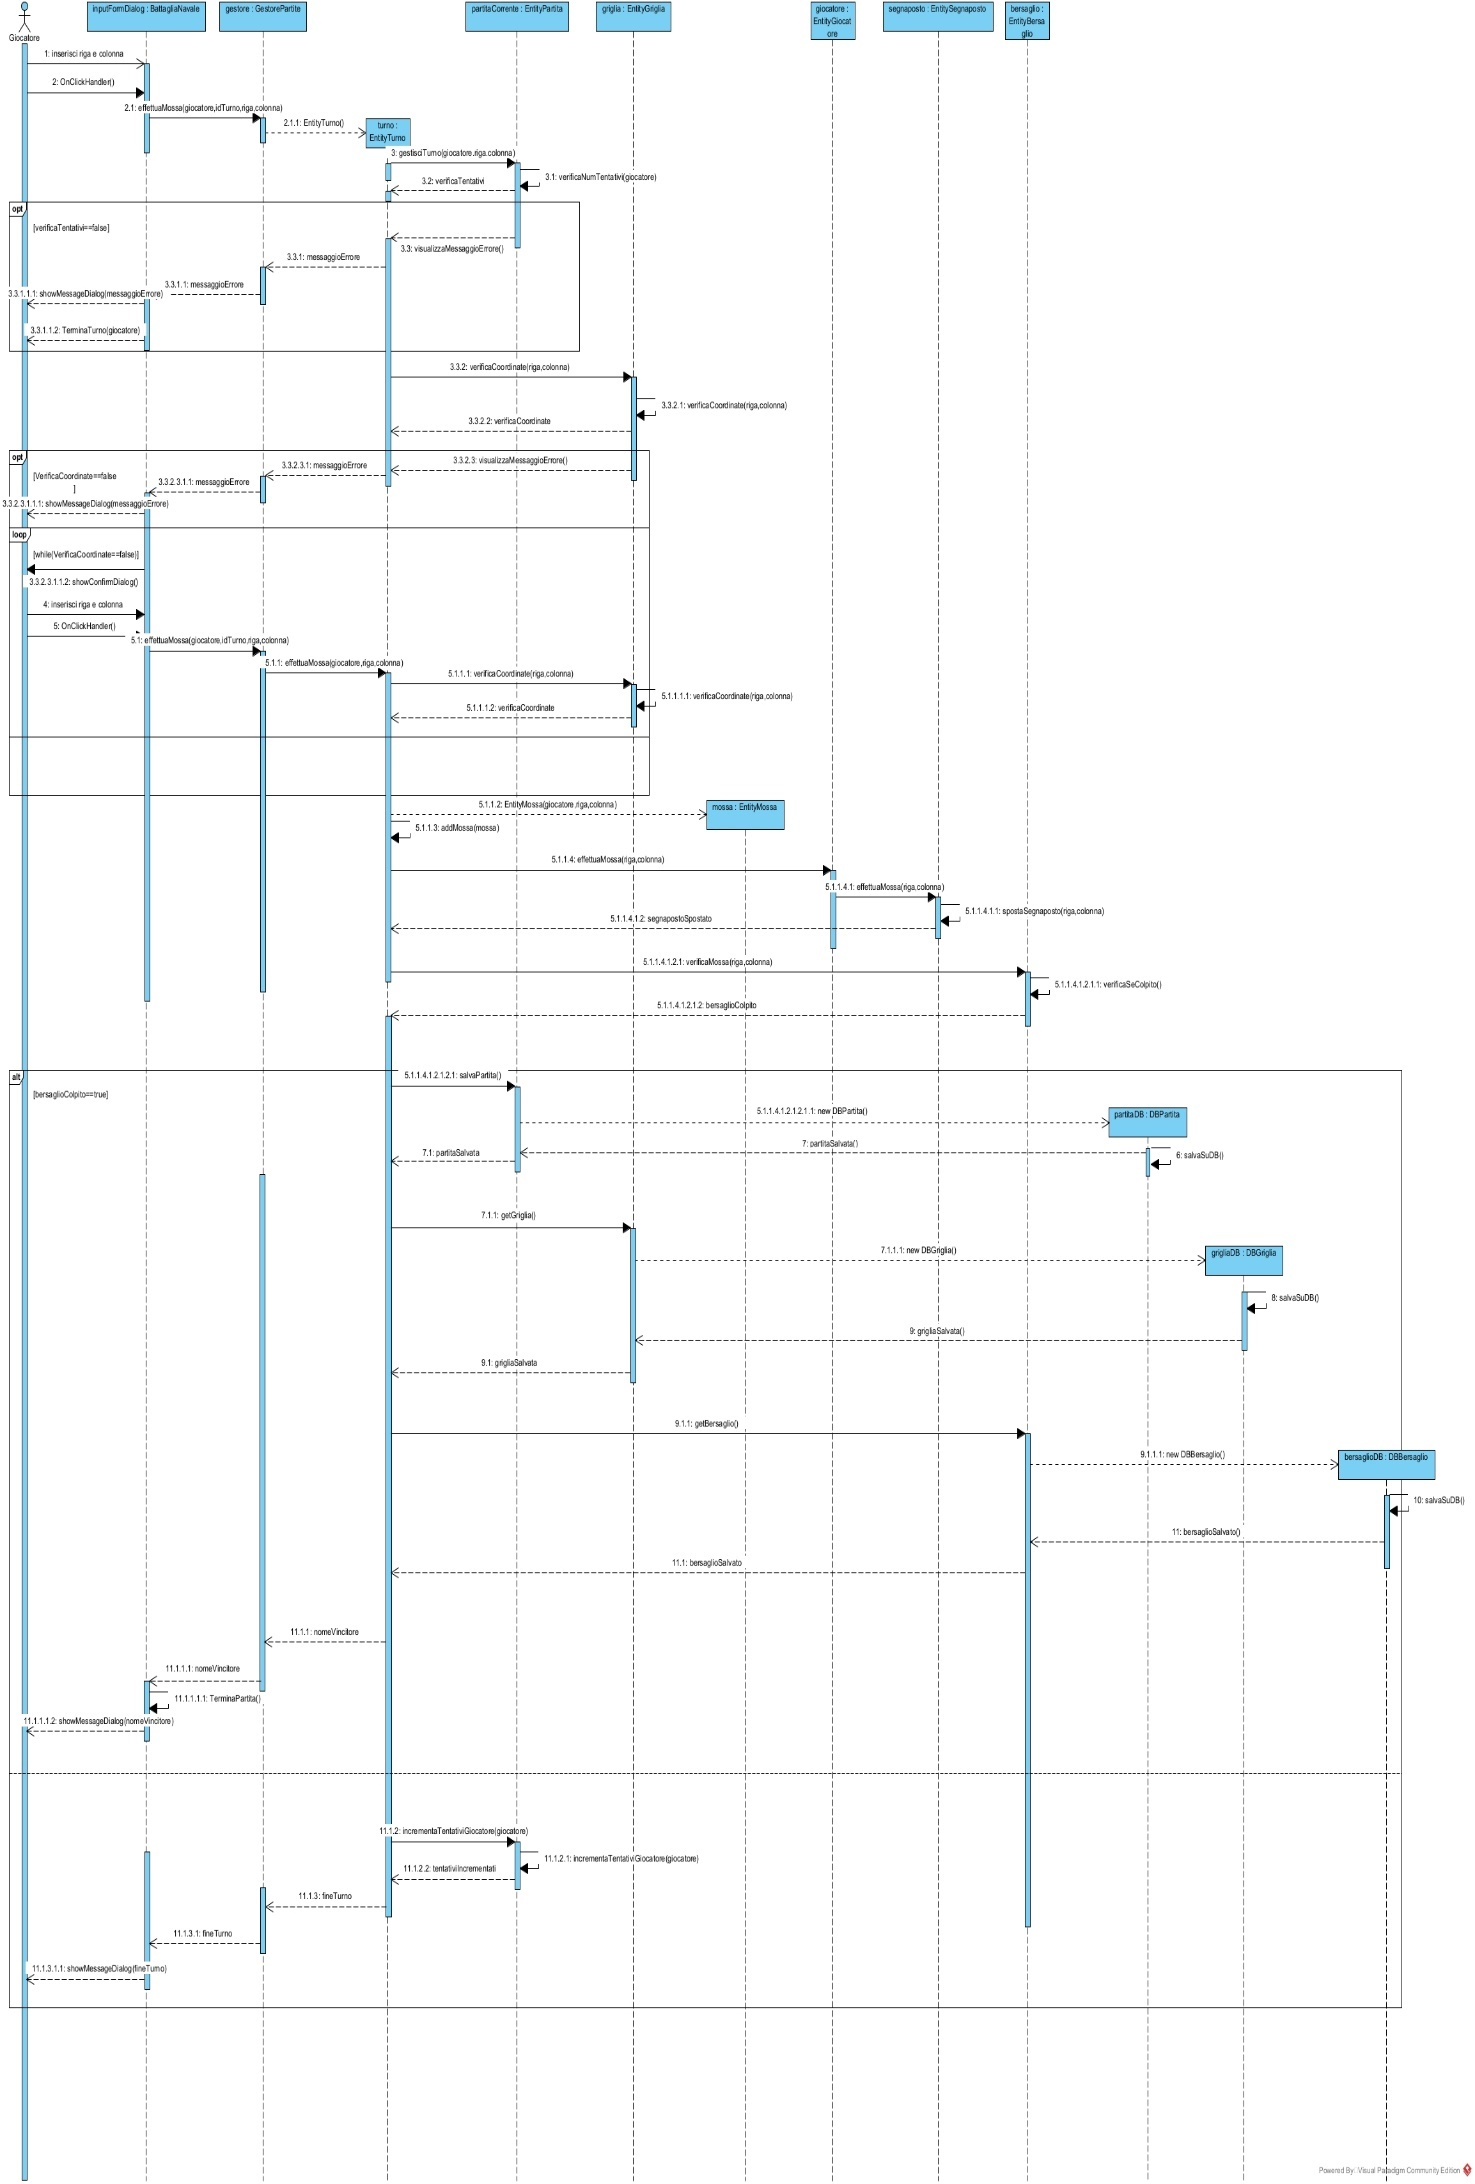 Giocatore
inputFormDialog : BattagliaNavale
gestore : GestorePartite
partitaCorrente : EntityPartita
griglia : EntityGriglia
giocatore :
EntityGiocat
ore
segnaposto : EntitySegnaposto
bersaglio :
EntityBersa
glio
1: inserisci riga e colonna
2: OnClickHandler()
2.1: effettuaMossa(giocatore,idTurno,riga,colonna)
2.1.1: EntityTurno()
turno :
EntityTurno
3: gestisciTurno(giocatore,riga,colonna)
3.1: verificaNumTentativi(giocatore)
3.2: verificaTentativi
opt
[verificaTentativi==false]
3.3: visualizzaMessaggioErrore()
3.3.1: messaggioErrore
3.3.1.1: messaggioErrore
3.3.1.1.1: showMessageDialog(messaggioErrore)
3.3.1.1.2: TerminaTurno(giocatore)
3.3.2: verificaCoordinate(riga,colonna)
3.3.2.1: verificaCoordinate(riga,colonna)
3.3.2.2: verificaCoordinate
opt
[VerificaCoordinate==false
]
3.3.2.3: visualizzaMessaggioErrore()
3.3.2.3.1: messaggioErrore
3.3.2.3.1.1: messaggioErrore
3.3.2.3.1.1.1: showMessageDialog(messaggioErrore)
loop
[while(VerificaCoordinate==false)]
3.3.2.3.1.1.2: showConfirmDialog()
4: inserisci riga e colonna
5: OnClickHandler()
5.1: effettuaMossa(giocatore,idTurno,riga,colonna)
5.1.1: effettuaMossa(giocatore,riga,colonna)
5.1.1.1: verificaCoordinate(riga,colonna)
5.1.1.1.1: verificaCoordinate(riga,colonna)
5.1.1.1.2: verificaCoordinate
5.1.1.2: EntityMossa(giocatore,riga,colonna)
mossa : EntityMossa
5.1.1.3: addMossa(mossa)
5.1.1.4: effettuaMossa(riga,colonna)
5.1.1.4.1: effettuaMossa(riga,colonna)
5.1.1.4.1.1: spostaSegnaposto(riga,colonna)
5.1.1.4.1.2: segnapostoSpostato
5.1.1.4.1.2.1: verificaMossa(riga,colonna)
5.1.1.4.1.2.1.1: verificaSeColpito()
5.1.1.4.1.2.1.2: bersaglioColpito
alt
[bersaglioColpito==true]
5.1.1.4.1.2.1.2.1: salvaPartita()
5.1.1.4.1.2.1.2.1.1: new DBPartita()
partitaDB : DBPartita
6: salvaSuDB()
7: partitaSalvata()
7.1: partitaSalvata
7.1.1: getGriglia()
7.1.1.1: new DBGriglia()
grigliaDB : DBGriglia
8: salvaSuDB()
9: grigliaSalvata()
9.1: grigliaSalvata
9.1.1: getBersaglio()
9.1.1.1: new DBBersaglio()
bersaglioDB : DBBersaglio
10: salvaSuDB()
11: bersaglioSalvato()
11.1: bersaglioSalvato
11.1.1: nomeVincitore
11.1.1.1: nomeVincitore
11.1.1.1.1: TerminaPartita()
11.1.1.1.2: showMessageDialog(nomeVincitore)
11.1.2: incrementaTentativiGiocatore(giocatore)
11.1.2.1: incrementaTentativiGiocatore(giocatore)
11.1.2.2: tentativiIncrementati
11.1.3: fineTurno
11.1.3.1: fineTurno
11.1.3.1.1: showMessageDialog(fineTurno)
Powered By Visual Paradigm Community Edition